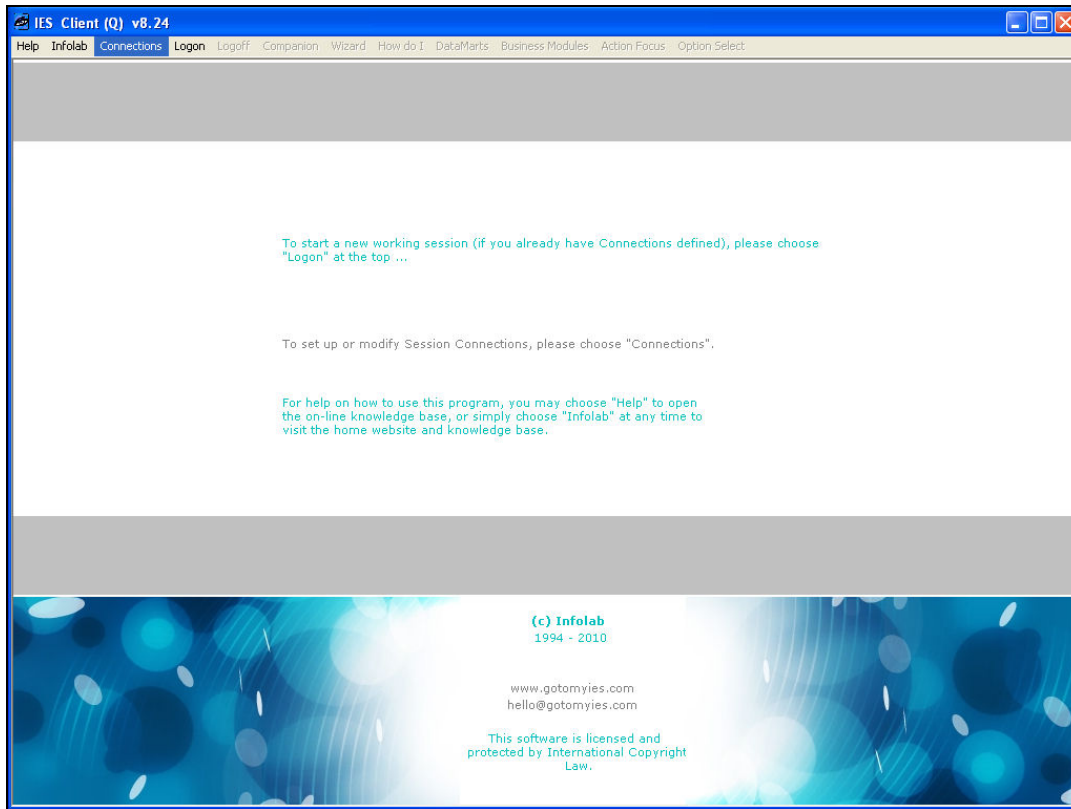 IES Client (Q) v8.24
Help Infolab Connections Logon Logoff Companion Wizard How do I DataMarts Business Modules Action Focus Option Select
To start a new working session (if you already have Connections defined), please choose
"Logon" at the top ...
To set up or modify Session Connections, please choose "Connections".
For help on how to use this program, you may choose "Help" to open
the on-line knowledge base, or simply choose "Infolab" at any time to
visit the home website and knowledge base.
(c) Infolab
1994 - 2010
www.gotomyies.com
hello@gotomyies.com
This software is licensed and
protected by International Copyright
Law.